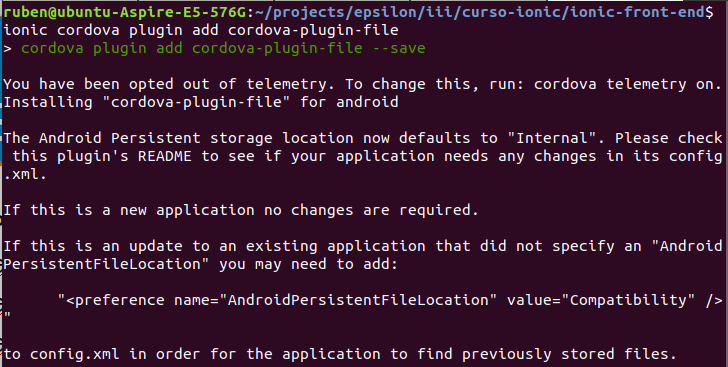 ruben@ubuntu-Aspire-E5-576G:~/projects/epsilon/iii/curso-ionic/ionic-front-end$
ionic cordova plugin add cordova-plugin-file
> cordova plugin add cordova-plugin-file --save
You have been opted out of telemetry. To change this, run: cordova telemetry on.
Installing "cordova-plugin-file" for android
The Android Persistent storage location now defaults to "Internal". Please check
this plugin's README to see if your application needs any changes in its config
.xml.
If this is a new application no changes are required.
If this is an update to an existing application that did not specify an "Android
PersistentFileLocation" you may need to add:
"<preference name="AndroidPersistentFileLocation" value="Compatibility" />
"
to config.xml in order for the application to find previously stored files.